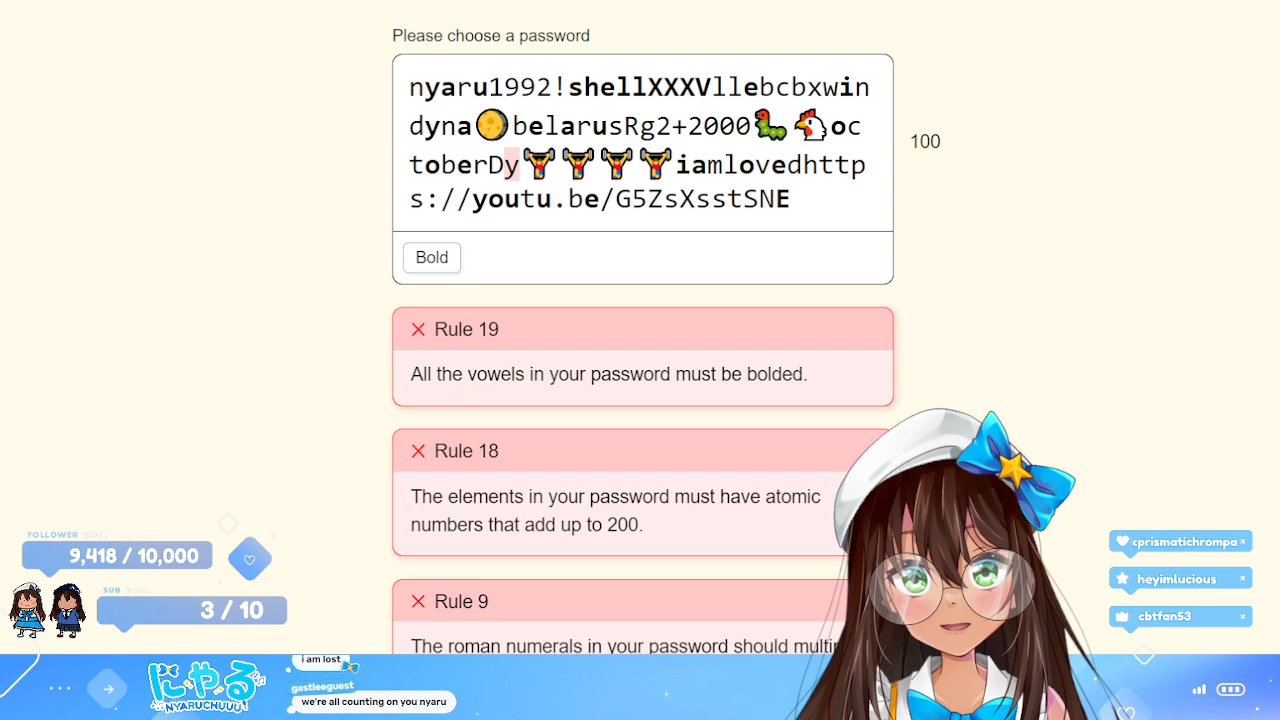 Please choose a password
nyaru1992!shellXXXVllebcbxwin
dyna🌕belarusRg2+2000🐛🐔oc
toberDy🏋️🏋️🏋️🏋️iamlovedhttp
s://youtu.be/G5ZsXsstSNE
100
Bold
× Rule 19
All the vowels in your password must be bolded.
× Rule 18
The elements in your password must have atomic
numbers that add up to 200.
× Rule 9
The roman numerals in your password should multi
FOLLOWER
9,418 / 10,000
SUB
3 / 10
cprismatichrompa
heyimlucious
cbtfan53
にゃる
NYARUCHUUU
i am lost
gastleeguest
we're all counting on you nyaru